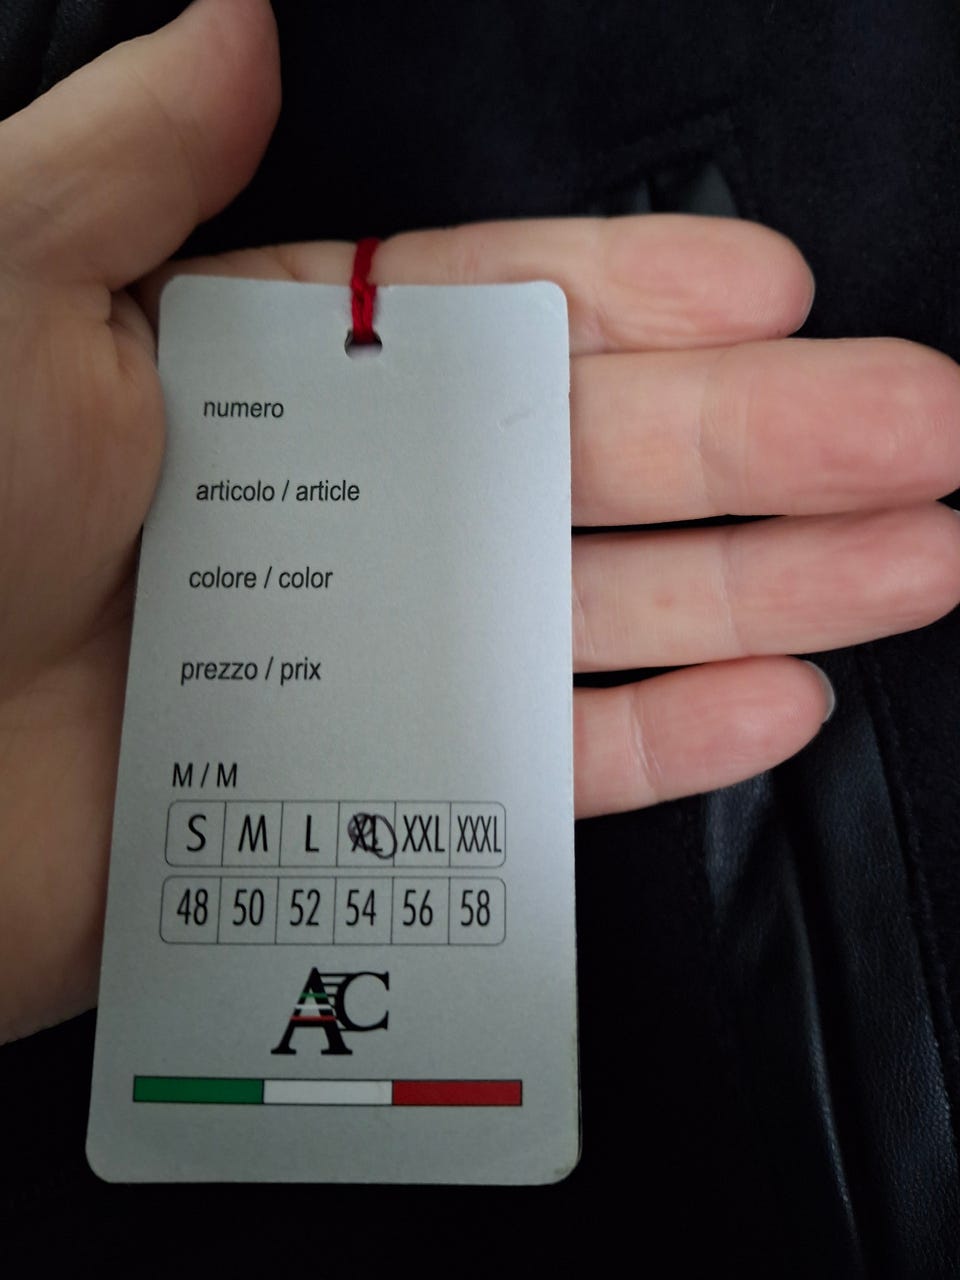 numero
articolo / article
colore / color
prezzo / prix
M / M
S M L XL XXL XXXL
48 50 52 54 56 58
AC